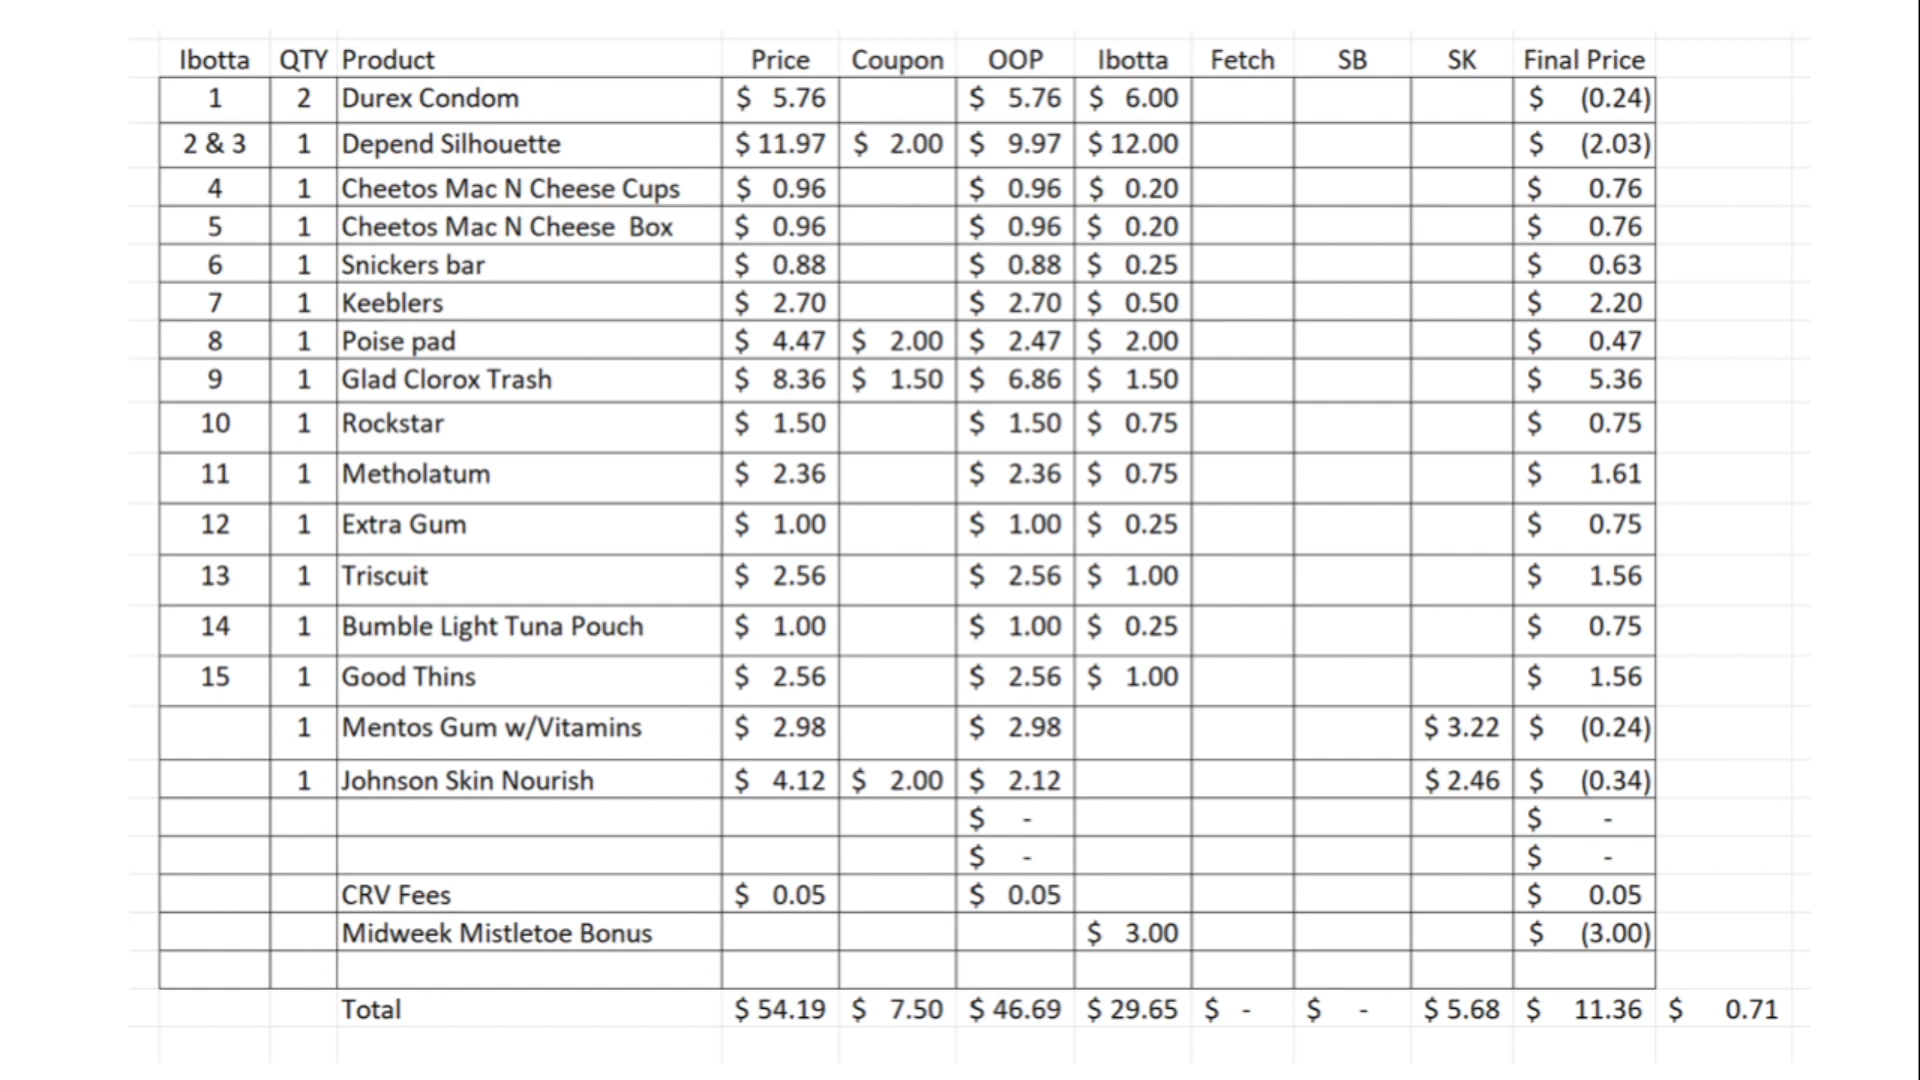 Ibotta QTY Product Price Coupon OOP Ibotta Fetch SB SK Final Price
1 2 Durex Condom $ 5.76 $ 5.76 $ 6.00 $ (0.24)
2 & 3 1 Depend Silhouette $ 11.97 $ 2.00 $ 9.97 $ 12.00 $ (2.03)
4 1 Cheetos Mac N Cheese Cups $ 0.96 $ 0.96 $ 0.20 $ 0.76
5 1 Cheetos Mac N Cheese Box $ 0.96 $ 0.96 $ 0.20 $ 0.76
6 1 Snickers bar $ 0.88 $ 0.88 $ 0.25 $ 0.63
7 1 Keeblers $ 2.70 $ 2.70 $ 0.50 $ 2.20
8 1 Poise pad $ 4.47 $ 2.00 $ 2.47 $ 2.00 $ 0.47
9 1 Glad Clorox Trash $ 8.36 $ 1.50 $ 6.86 $ 1.50 $ 5.36
10 1 Rockstar $ 1.50 $ 1.50 $ 0.75 $ 0.75
11 1 Metholatum $ 2.36 $ 2.36 $ 0.75 $ 1.61
12 1 Extra Gum $ 1.00 $ 1.00 $ 0.25 $ 0.75
13 1 Triscuit $ 2.56 $ 2.56 $ 1.00 $ 1.56
14 1 Bumble Light Tuna Pouch $ 1.00 $ 1.00 $ 0.25 $ 0.75
15 1 Good Thins $ 2.56 $ 2.56 $ 1.00 $ 1.56
1 Mentos Gum w/Vitamins $ 2.98 $ 2.98 $ 3.22 $ (0.24)
1 Johnson Skin Nourish $ 4.12 $ 2.00 $ 2.12 $ 2.46 $ (0.34)
$ - $ -
$ - $ -
CRV Fees $ 0.05 $ 0.05 $ 0.05
Midweek Mistletoe Bonus $ 3.00 $ (3.00)
Total $ 54.19 $ 7.50 $ 46.69 $ 29.65 $ - $ - $ 5.68 $ 11.36 $ 0.71